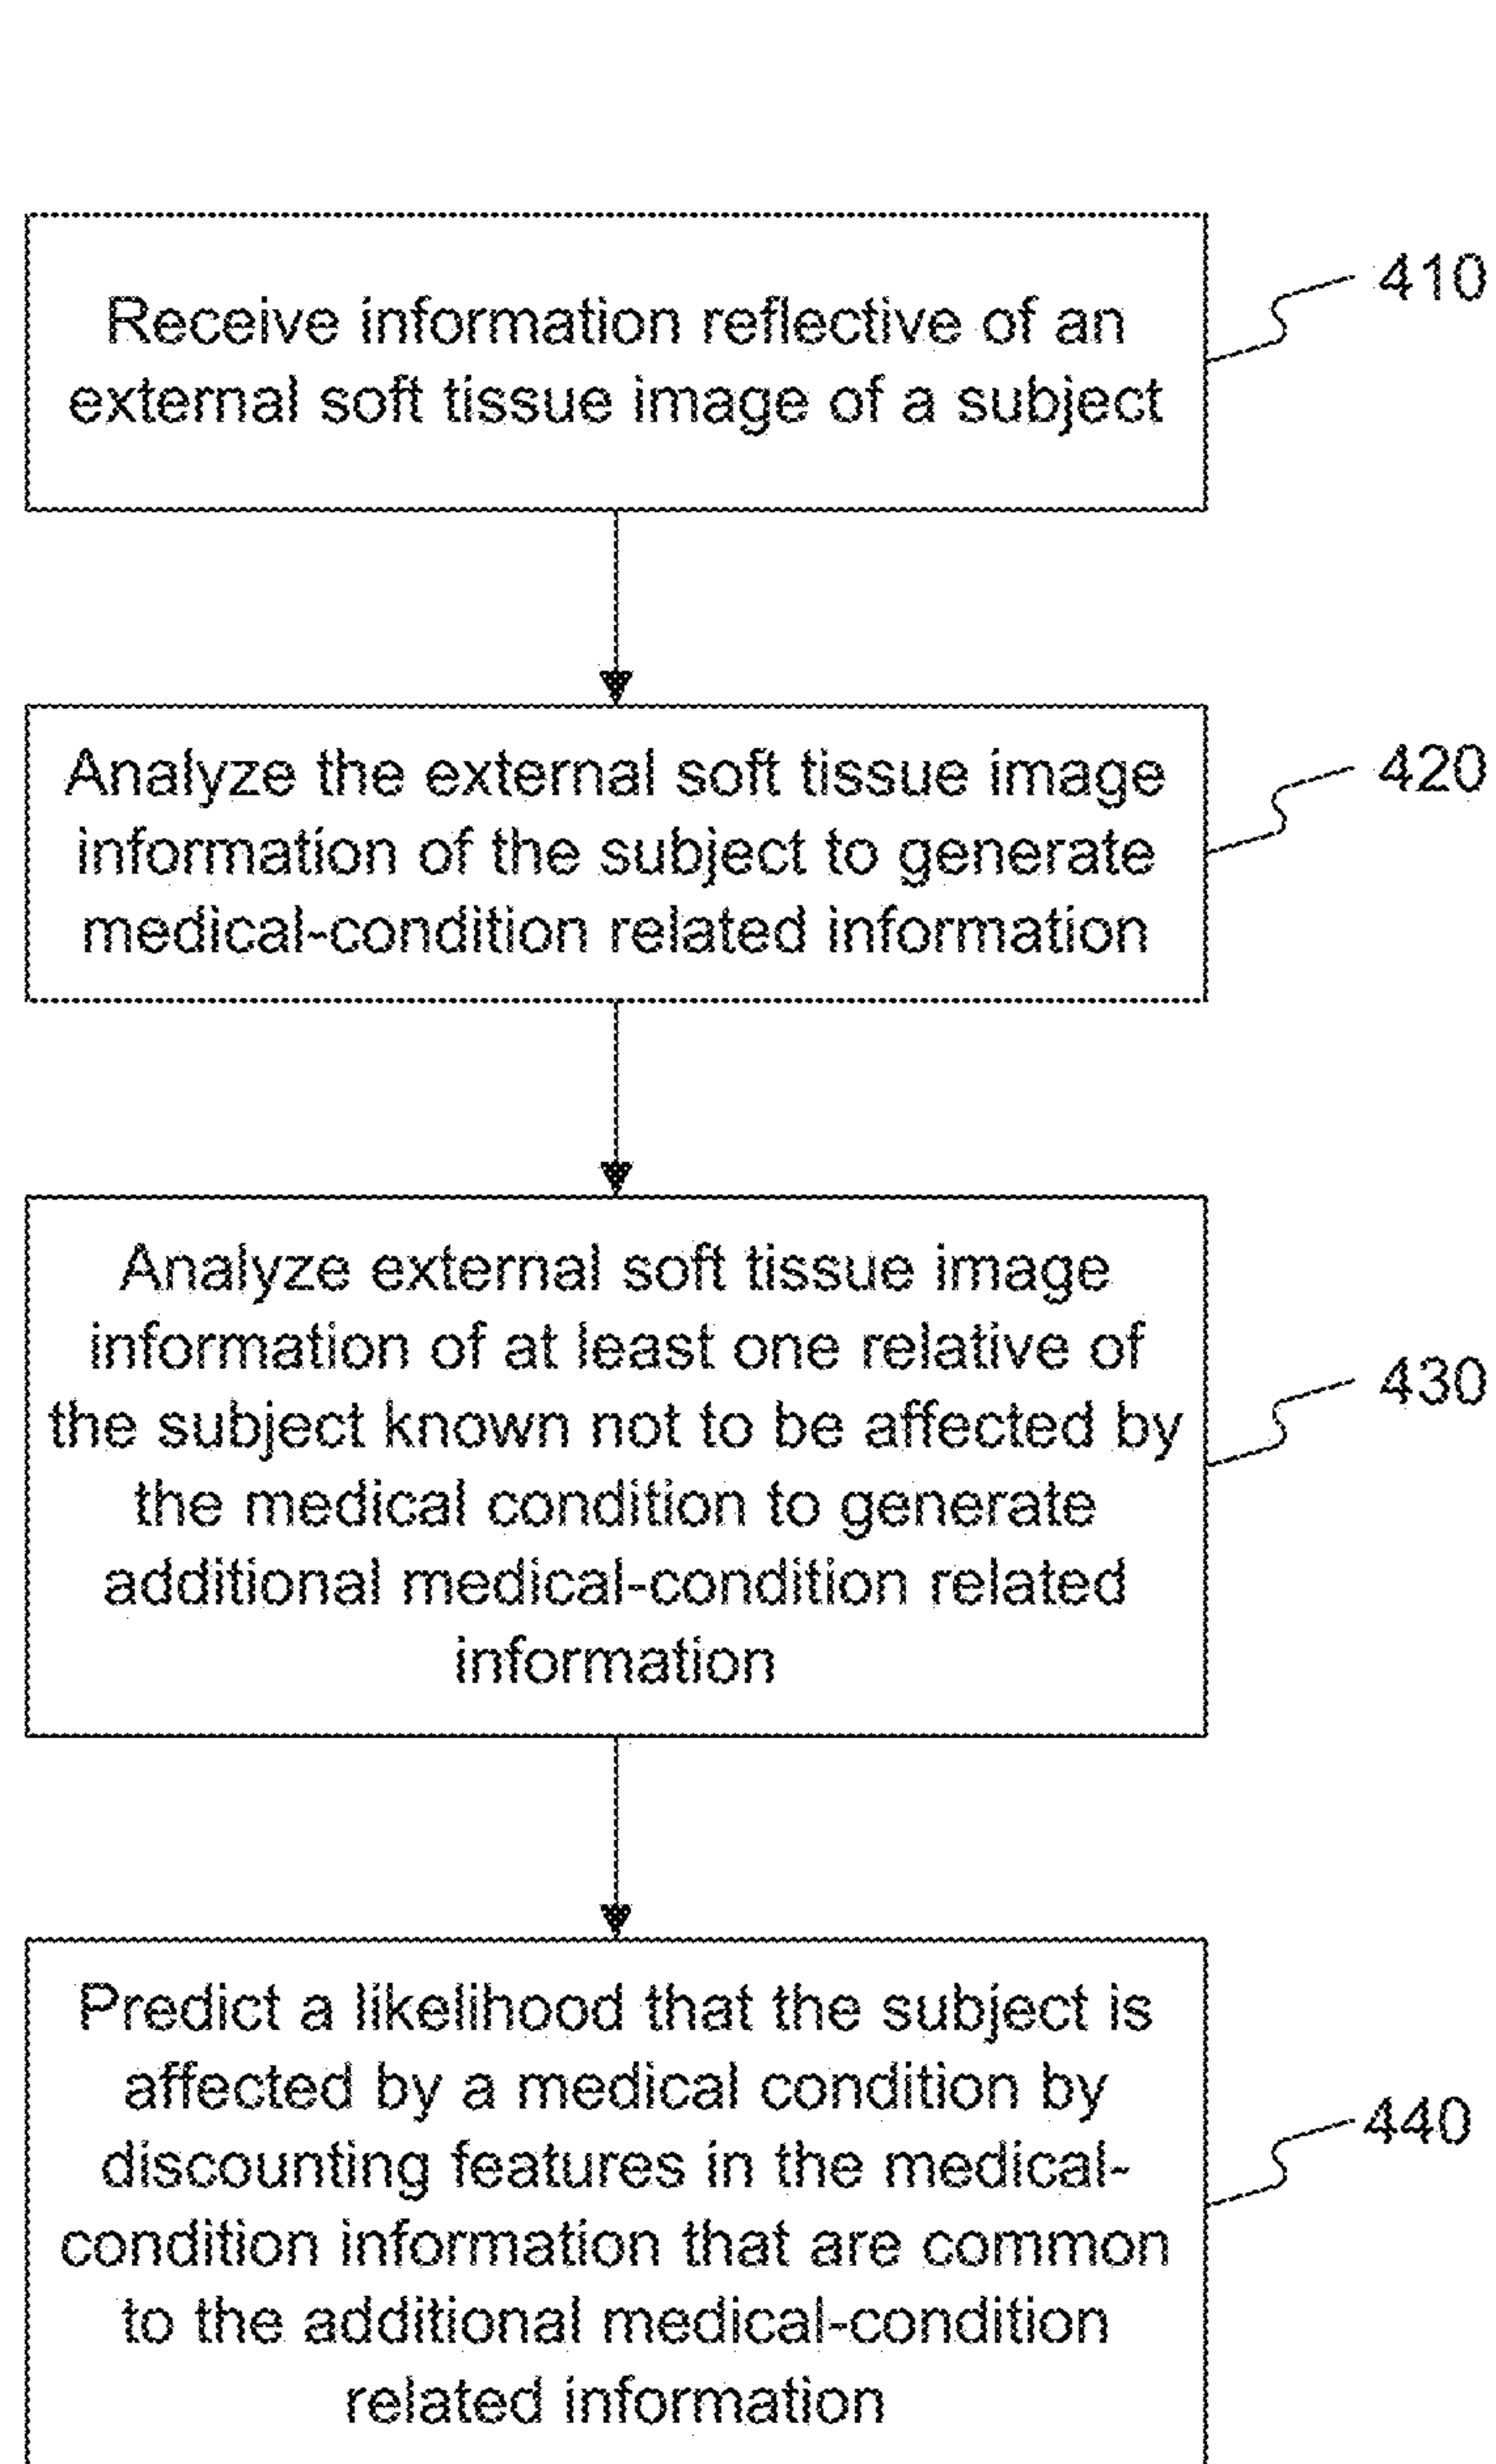 Receive information reflective of an
external soft tissue image of a subject
410
Analyze the external soft tissue image
information of the subject to generate
medical-condition related information
420
Analyze external soft tissue image
information of at least one relative of
the subject known not to be affected by
the medical condition to generate
additional medical-condition related
information
430
Predict a likelihood that the subject is
affected by a medical condition by
discounting features in the medical-
condition information that are common
to the additional medical-condition
related information
440